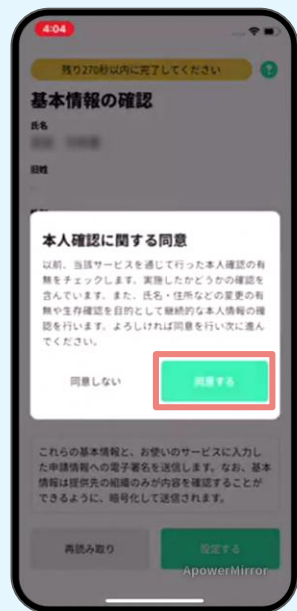 4:04
残り270秒以内に完了してください
?
基本情報の確認
氏名
旧姓
本人確認に関する同意
以前、当該サービスを通じて行った本人確認の有
無をチェックします。実施したかどうかの確認を
含んでいます。また、氏名・住所などの変更の有
無や生存確認を目的として継続的な本人情報の確
認を行います。よろしければ同意を行い次に進ん
でください。
同意しない
同意する
これらの基本情報と、お使いのサービスに入力し
た申請情報への電子署名を送信します。なお、基本
情報は提供先の組織のみが内容を確認することが
できるように、暗号化して送信されます。
再読み取り
設定する
ApowerMirror